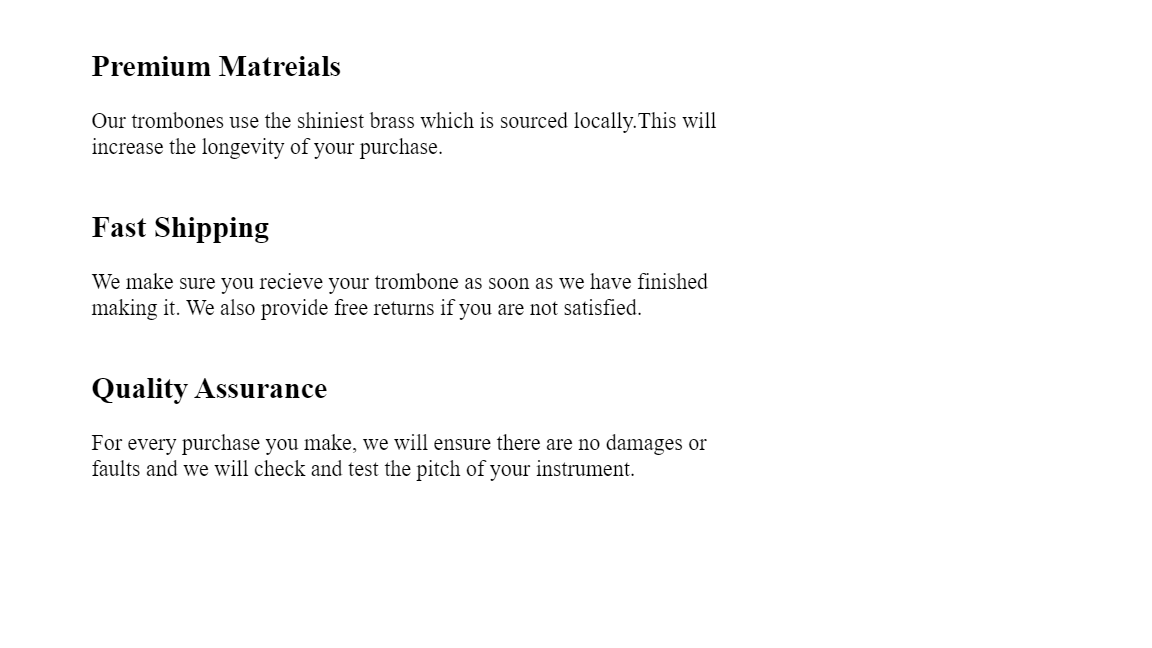 Premium Matreials
Our trombones use the shiniest brass which is sourced locally.This will
increase the longevity of your purchase.
Fast Shipping
We make sure you recieve your trombone as soon as we have finished
making it. We also provide free returns if you are not satisfied.
Quality Assurance
For every purchase you make, we will ensure there are no damages or
faults and we will check and test the pitch of your instrument.